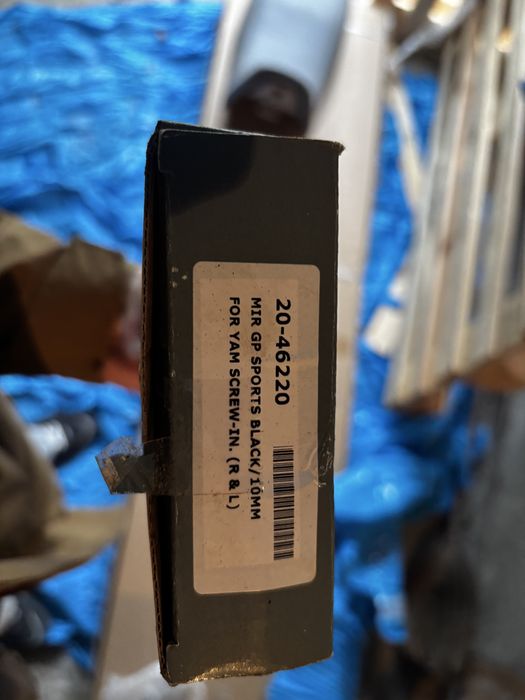 20-46220
MIR GP SPORTS BLACK/10MM
FOR YAM SCREW-IN. (R & L)